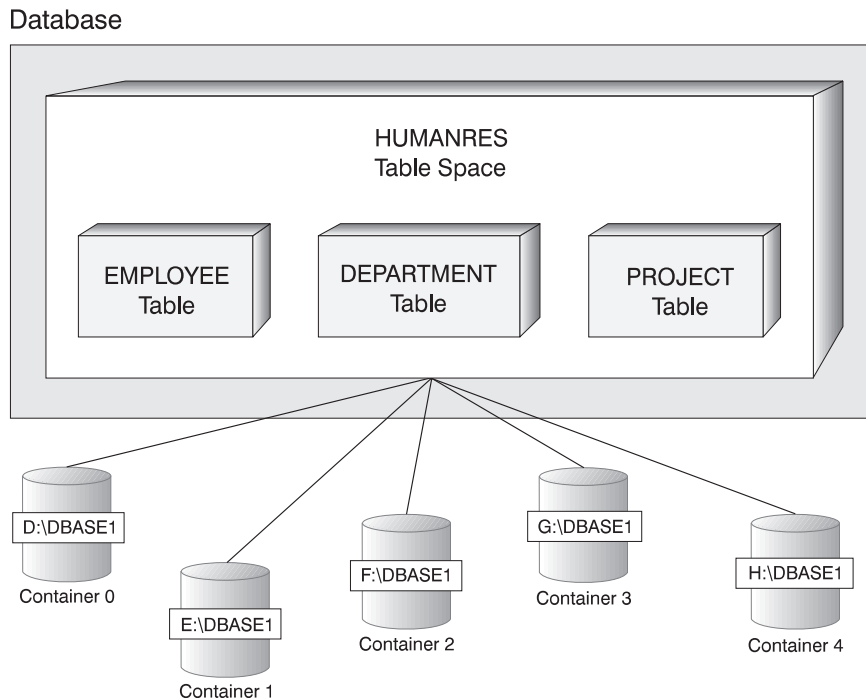 Database
HUMANRES
Table Space
EMPLOYEE
Table
DEPARTMENT
Table
PROJECT
Table
D:\DBASE1
Container 0
E:\DBASE1
Container 1
F:\DBASE1
Container 2
G:\DBASE1
Container 3
H:\DBASE1
Container 4